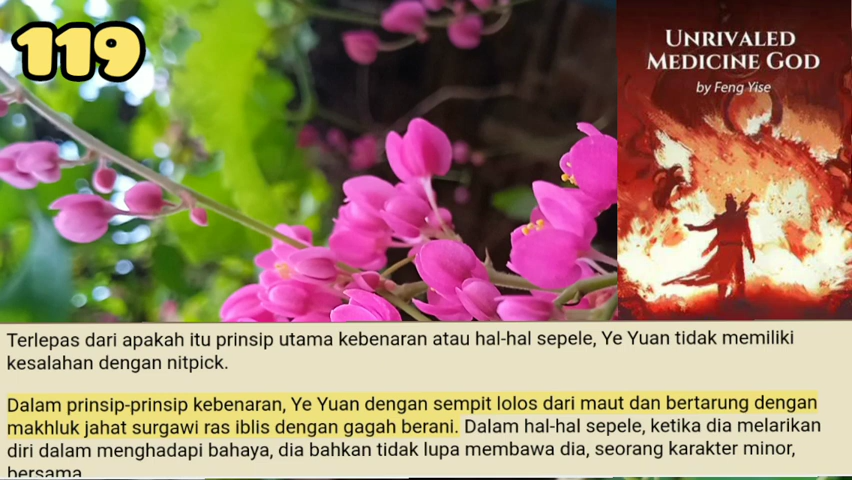 119
UNRIVALED
MEDICINE GOD
by Feng Yise
Terlepas dari apakah itu prinsip utama kebenaran atau hal-hal sepele, Ye Yuan tidak memiliki
kesalahan dengan nitpick.
Dalam prinsip-prinsip kebenaran, Ye Yuan dengan sempit lolos dari maut dan bertarung dengan
makhluk jahat surgawi ras iblis dengan gagah berani. Dalam hal-hal sepele, ketika dia melarikan
diri dalam menghadapi bahaya, dia bahkan tidak lupa membawa dia, seorang karakter minor,
bersama